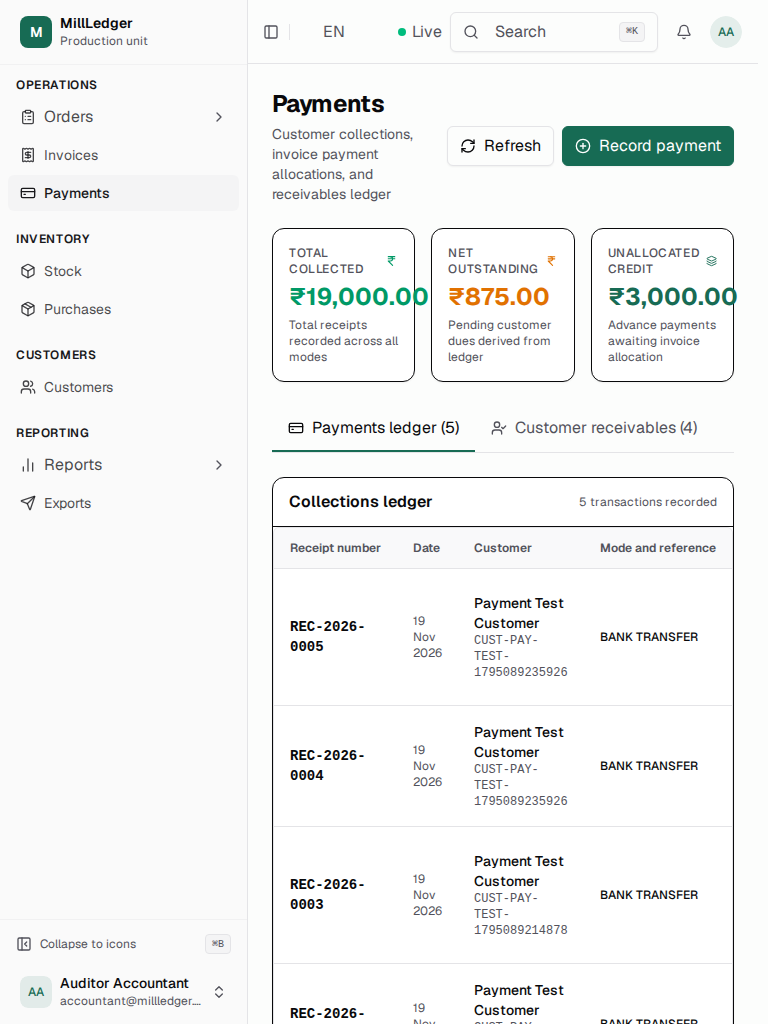 M
MillLedger
Production unit
OPERATIONS
Orders
Invoices
Payments
INVENTORY
Stock
Purchases
CUSTOMERS
Customers
REPORTING
Reports
Exports
Collapse to icons
⌘B
AA
Auditor Accountant
accountant@millledger....
EN
Live
Search
⌘K
AA
Payments
Customer collections,
invoice payment
allocations, and
receivables ledger
Refresh
Record payment
TOTAL
COLLECTED
₹
₹19,000.00
Total receipts
recorded across all
modes
NET
OUTSTANDING
₹
₹875.00
Pending customer
dues derived from
ledger
UNALLOCATED
CREDIT
₹3,000.00
Advance payments
awaiting invoice
allocation
Payments ledger (5)
Customer receivables (4)
Collections ledger
5 transactions recorded
Receipt number
Date
Customer
Mode and reference
REC-2026-
0005
19
Nov
2026
Payment Test
Customer
CUST-PAY-
TEST-
1795089235926
BANK TRANSFER
REC-2026-
0004
19
Nov
2026
Payment Test
Customer
CUST-PAY-
TEST-
1795089235926
BANK TRANSFER
REC-2026-
0003
19
Nov
2026
Payment Test
Customer
CUST-PAY-
TEST-
1795089214878
BANK TRANSFER
REC-2026-
19
Nov
Payment Test
Customer
CUST-PAY-
BANK TRANSFER